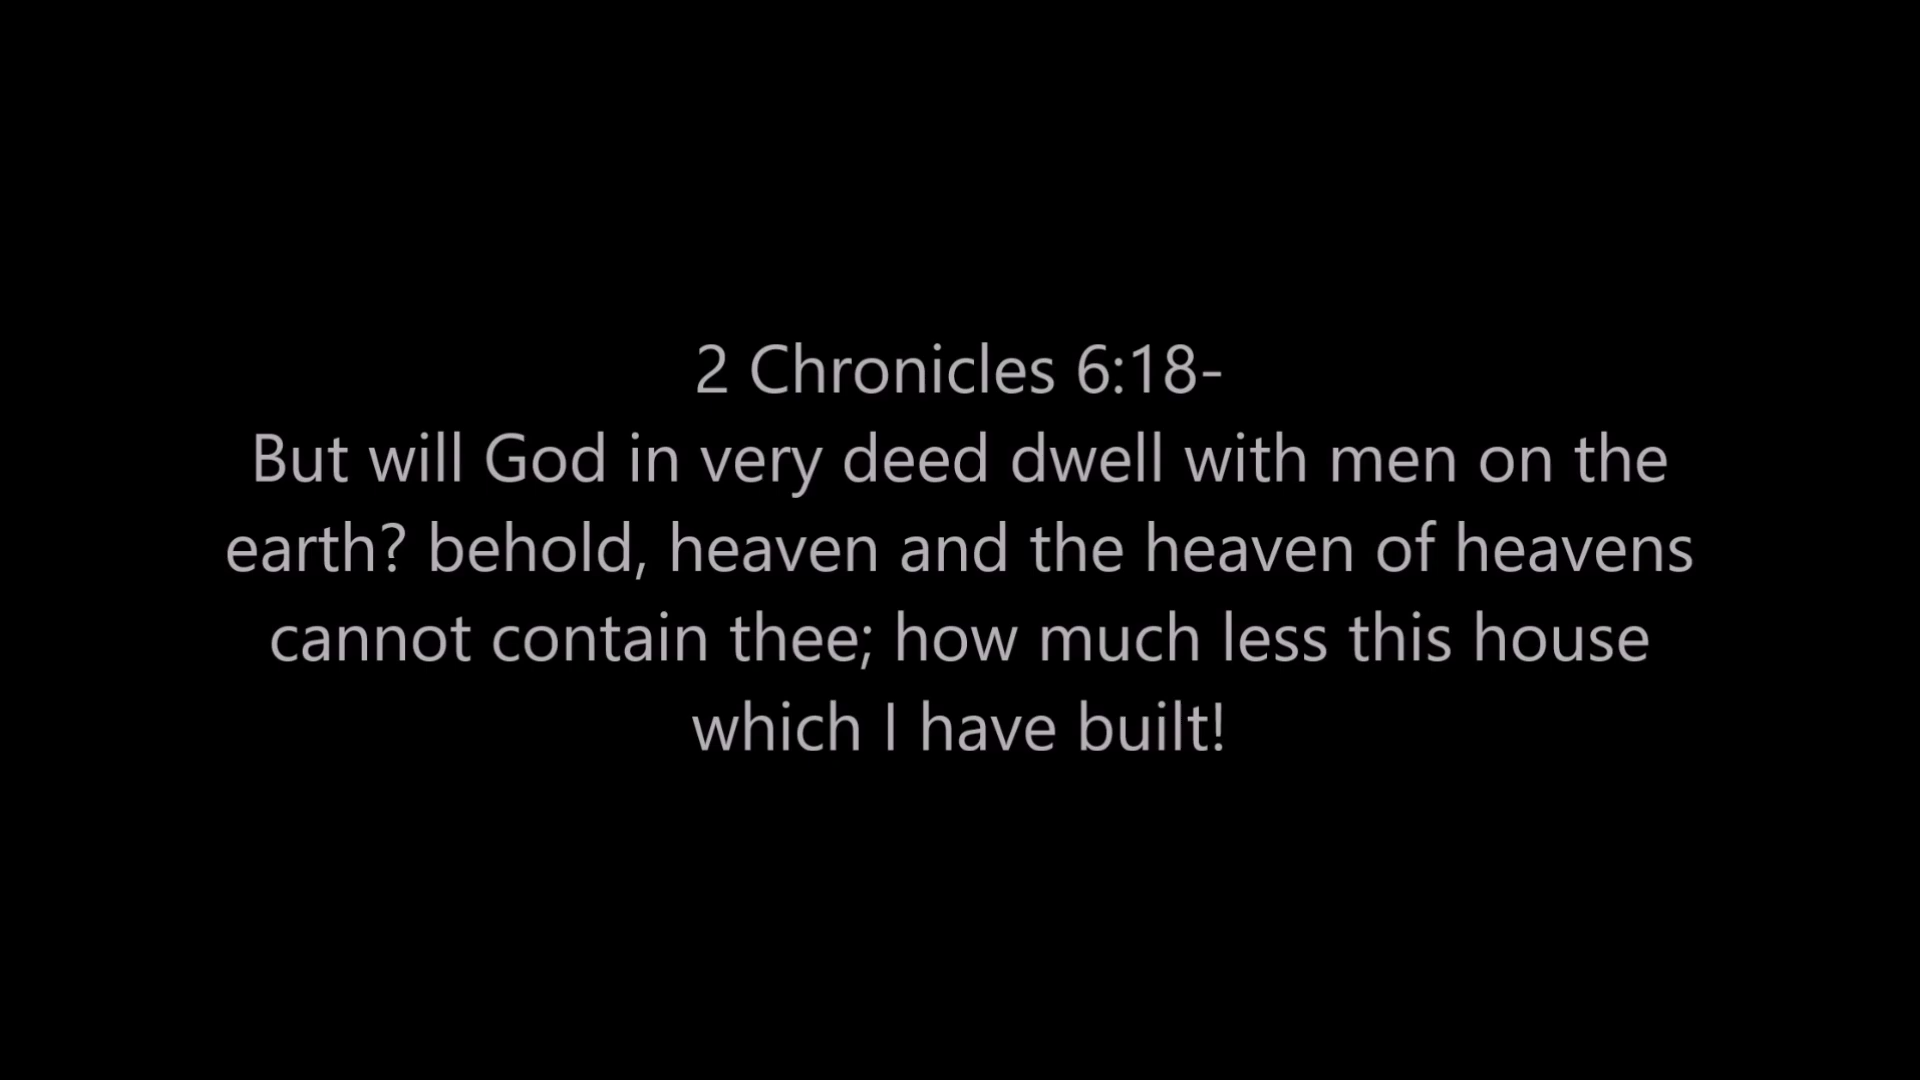 2 Chronicles 6:18-
But will God in very deed dwell with men on the
earth? behold, heaven and the heaven of heavens
cannot contain thee; how much less this house
which I have built!